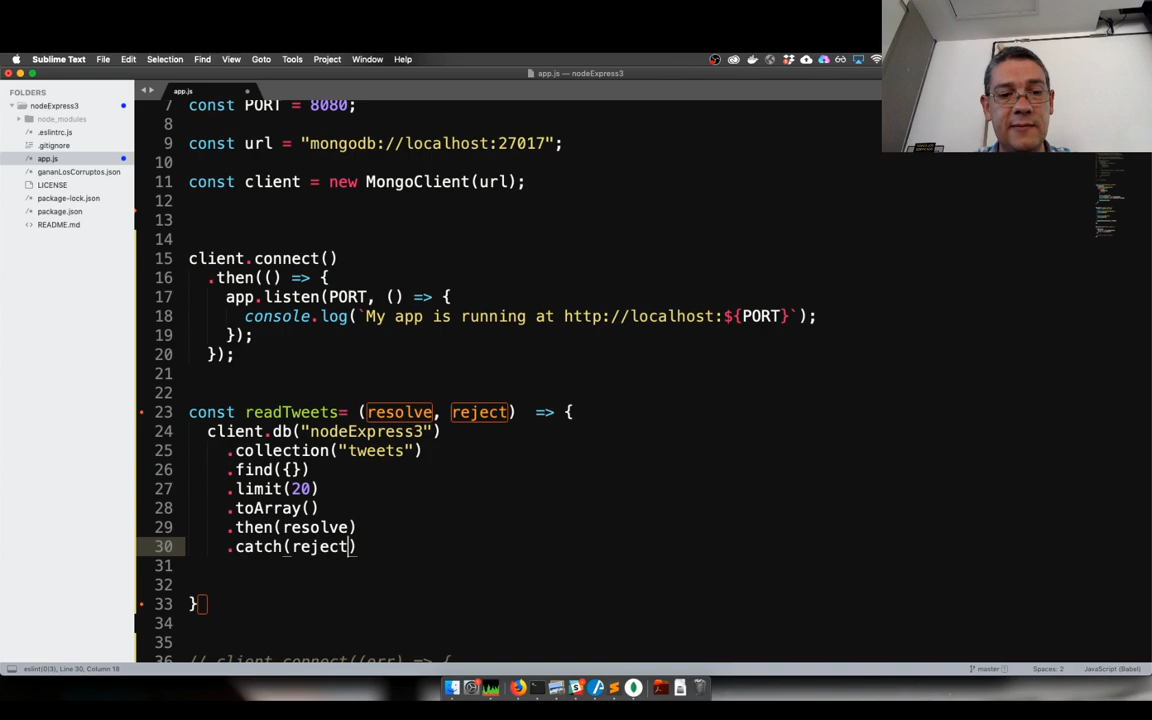 Sublime Text File Edit Selection Find View Goto Tools Project Window Help
app.js — nodeExpress3
FOLDERS
nodeExpress3
node_modules
.eslintrc.js
.gitignore
app.js
gananLosCorruptos.json
LICENSE
package-lock.json
package.json
README.md
app.js
7 const PORT = 8080;
8
9 const url = "mongodb://localhost:27017";
10
11 const client = new MongoClient(url);
12
13
14
15 client.connect()
16 .then(() => {
17 app.listen(PORT, () => {
18 console.log(`My app is running at http://localhost:${PORT}`);
19 });
20 });
21
22
23 const readTweets= (resolve, reject) => {
24 client.db("nodeExpress3")
25 .collection("tweets")
26 .find({})
27 .limit(20)
28 .toArray()
29 .then(resolve)
30 .catch(reject)
31
32
33 }
34
35
36 // client.connect((err) => {
eslint(0|3), Line 30, Column 18
master 1
Spaces: 2
JavaScript (Babel)